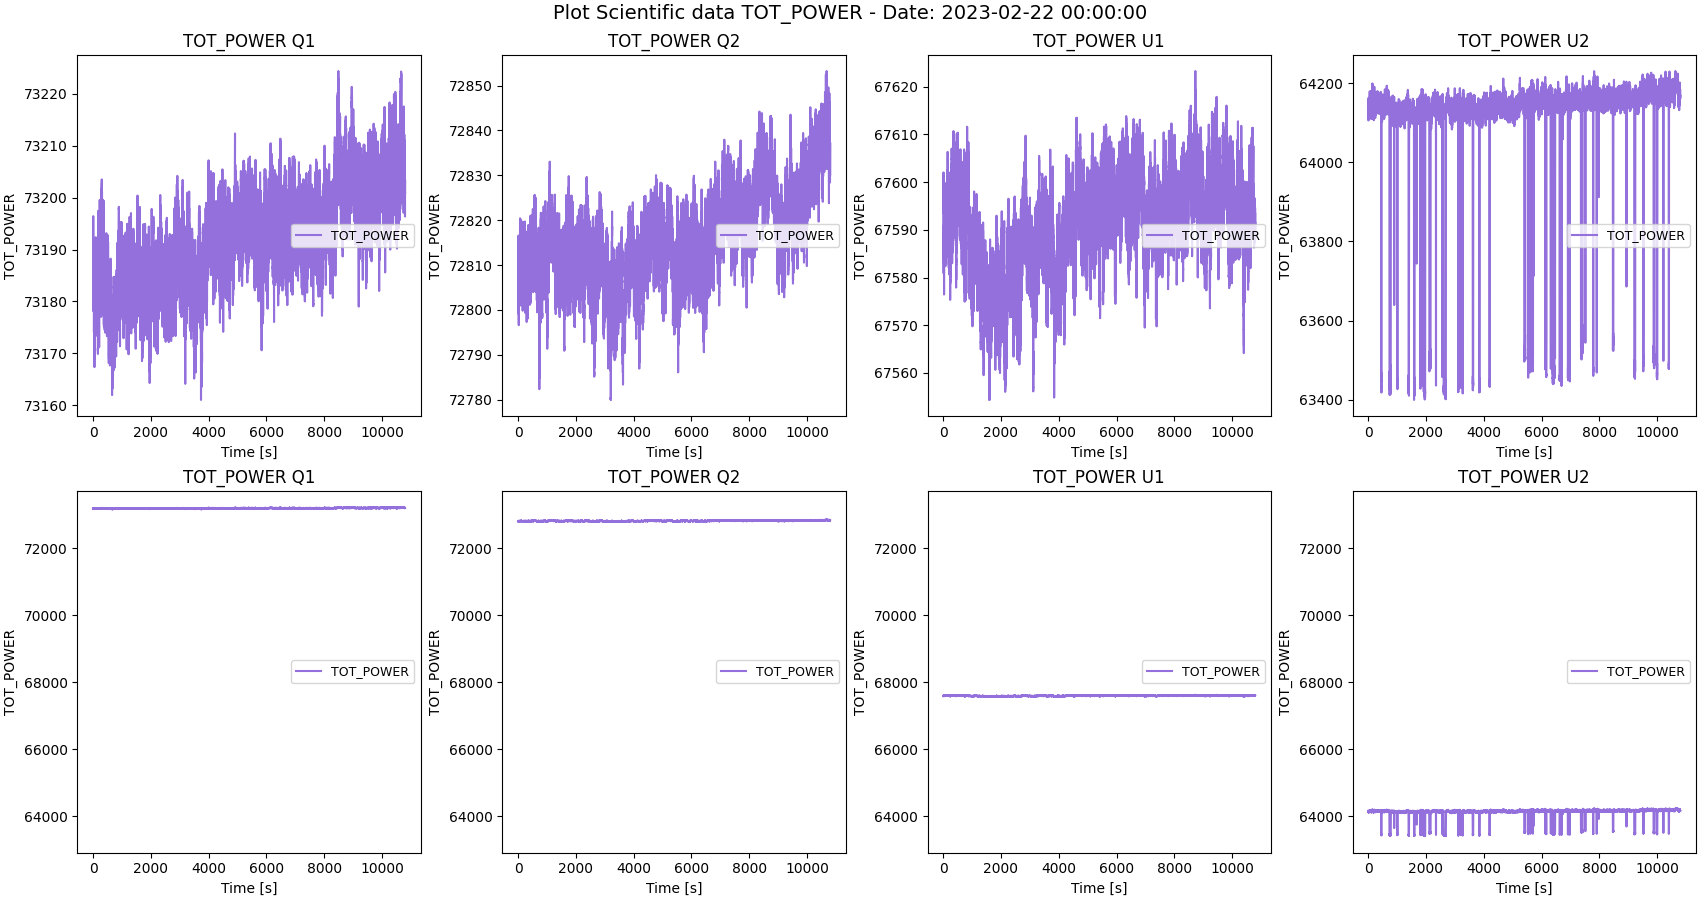 Plot Scientific data TOT_POWER - Date: 2023-02-22 00:00:00
TOT_POWER Q1
TOT_POWER
73220
73210
73200
73190
73180
73170
73160
TOT_POWER
0 2000 4000 6000 8000 10000
Time [s]
TOT_POWER Q2
TOT_POWER
72850
72840
72830
72820
72810
72800
72790
72780
TOT_POWER
0 2000 4000 6000 8000 10000
Time [s]
TOT_POWER U1
TOT_POWER
67620
67610
67600
67590
67580
67570
67560
TOT_POWER
0 2000 4000 6000 8000 10000
Time [s]
TOT_POWER U2
TOT_POWER
64200
64000
63800
63600
63400
TOT_POWER
0 2000 4000 6000 8000 10000
Time [s]
TOT_POWER Q1
TOT_POWER
72000
70000
68000
66000
64000
TOT_POWER
0 2000 4000 6000 8000 10000
Time [s]
TOT_POWER Q2
TOT_POWER
72000
70000
68000
66000
64000
TOT_POWER
0 2000 4000 6000 8000 10000
Time [s]
TOT_POWER U1
TOT_POWER
72000
70000
68000
66000
64000
TOT_POWER
0 2000 4000 6000 8000 10000
Time [s]
TOT_POWER U2
TOT_POWER
72000
70000
68000
66000
64000
TOT_POWER
0 2000 4000 6000 8000 10000
Time [s]